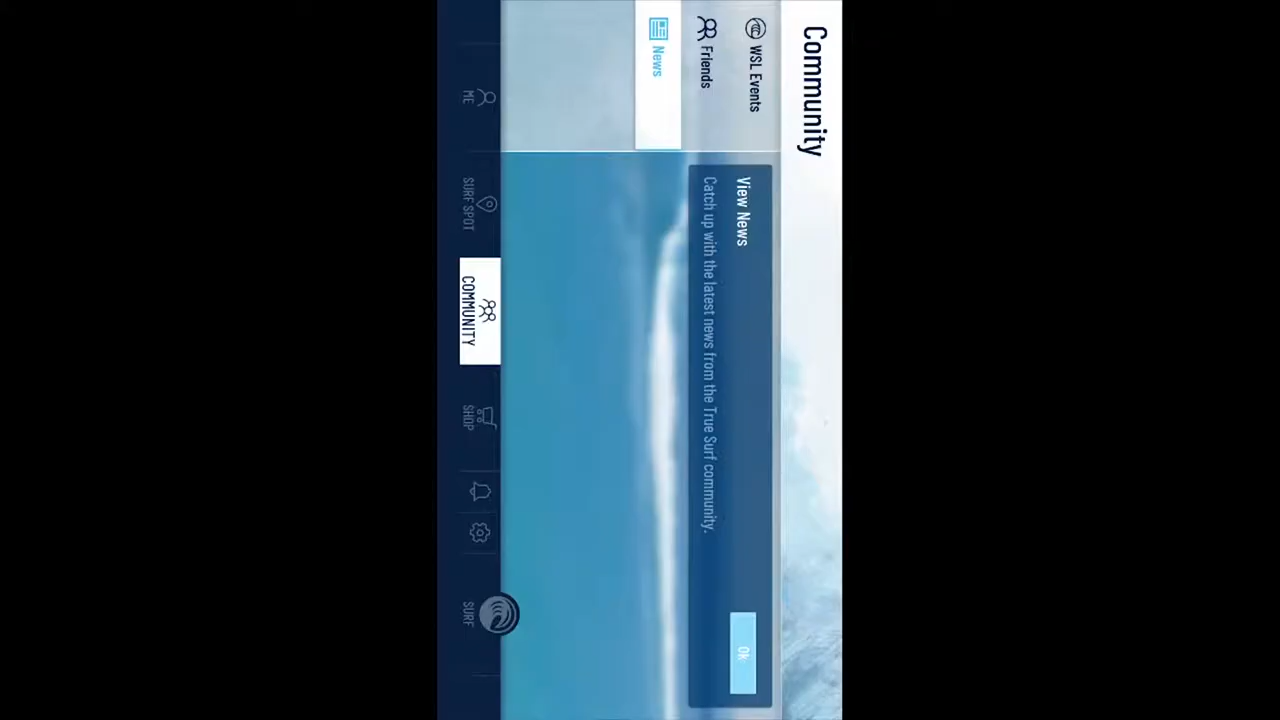 Community
WSL Events
Friends
News
View News
Catch up with the latest news from the True Surf community.
Ok
ME
SURF SPOT
COMMUNITY
SHOP
SURF